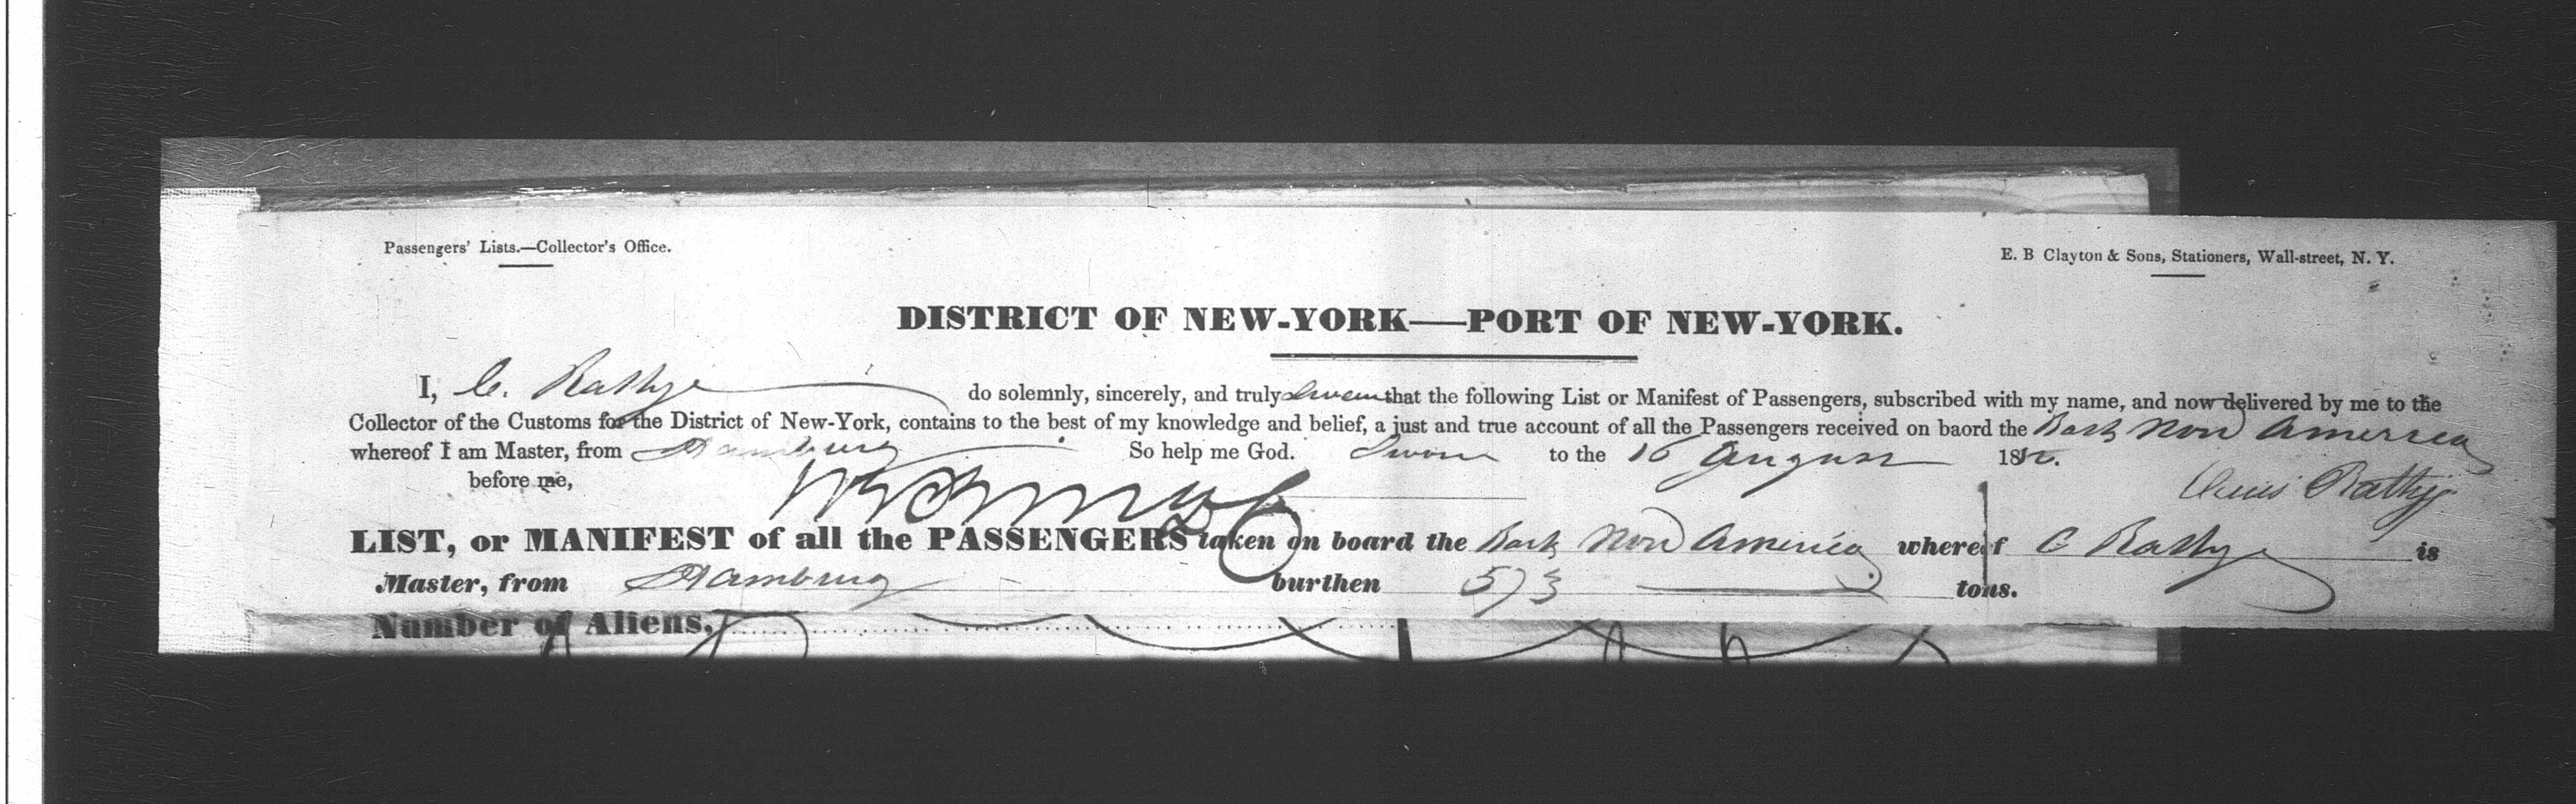 Passengers' Lists.—Collector's Office.
E. B Clayton & Sons, Stationers, Wall-street, N. Y.
DISTRICT OF NEW-YORK—PORT OF NEW-YORK.
I, C. Rathye do solemnly, sincerely, and truly Swear that the following List or Manifest of Passengers, subscribed with my name, and now delivered by me to the
Collector of the Customs for the District of New-York, contains to the best of my knowledge and belief, a just and true account of all the Passengers received on baord the Bark Nord America
whereof I am Master, from Hamburg So help me God. Sworn to the 16 August 18
before me, Rathye
LIST, or MANIFEST of all the PASSENGERS taken on board the Bark Nord America whereof C Rathye is
Master, from Hamburg burthen 573 tons.
Number of Aliens,